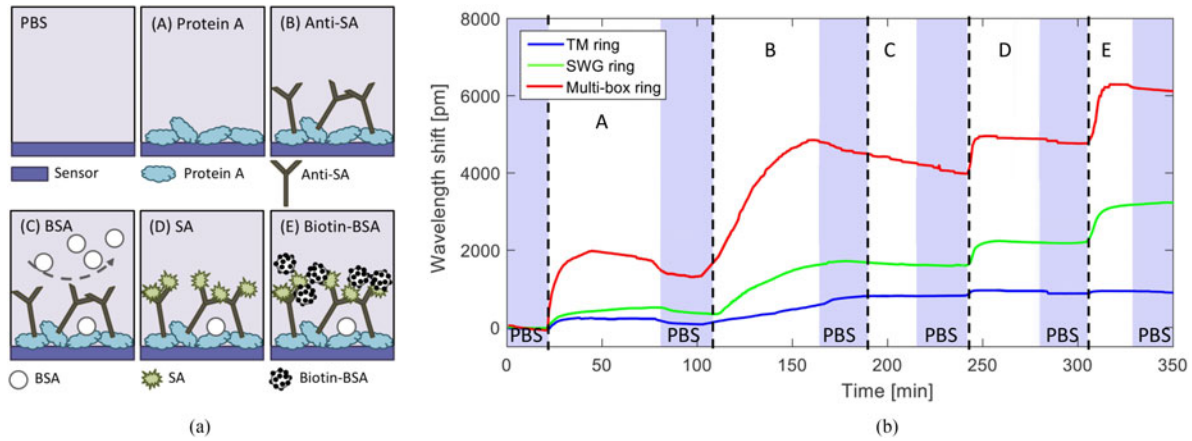 PBS
(A) Protein A
(B) Anti-SA
Sensor
Protein A
Anti-SA
(C) BSA
(D) SA
(E) Biotin-BSA
BSA
SA
Biotin-BSA
(a)
8000
6000
4000
2000
0
Wavelength shift [pm]
TM ring
SWG ring
Multi-box ring
A
B
C
D
E
PBS
PBS
PBS
PBS
PBS
PBS
0
50
100
150
200
250
300
350
Time [min]
(b)